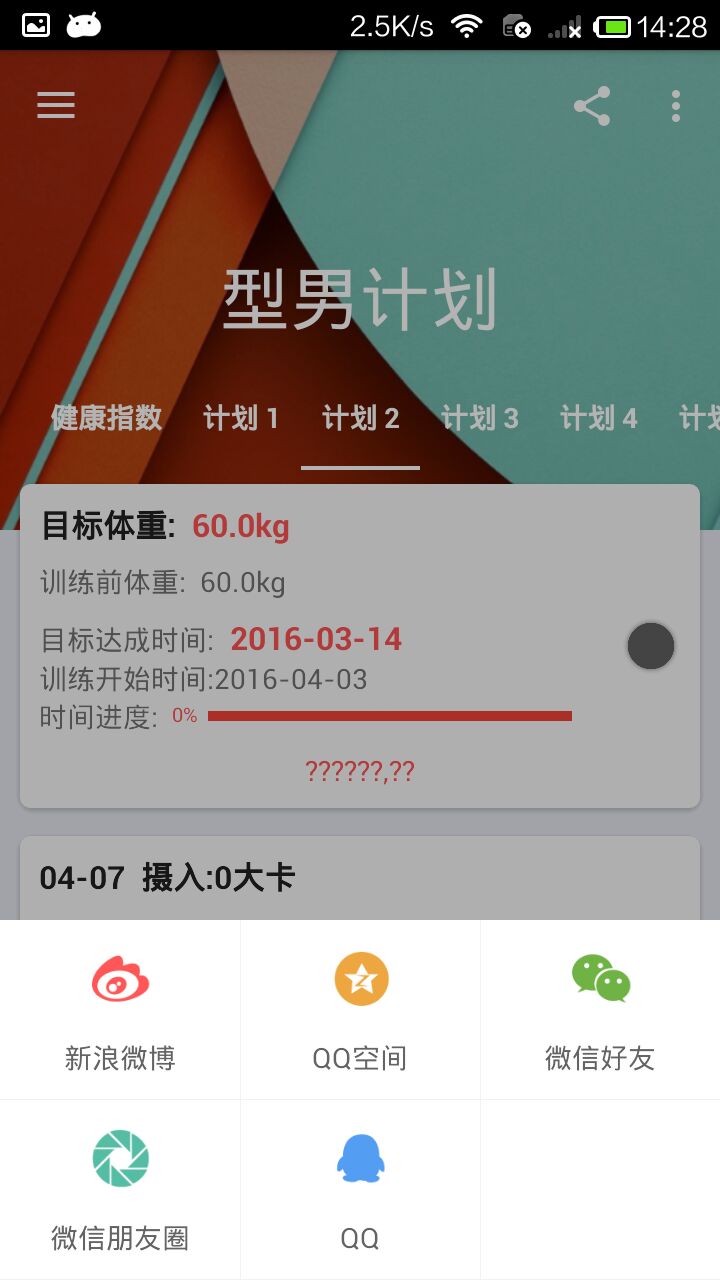 2.5K/s 14:28
型男计划
健康指数 计划 1 计划 2 计划 3 计划 4 计划
目标体重: 60.0kg
训练前体重: 60.0kg
目标达成时间: 2016-03-14
训练开始时间:2016-04-03
时间进度: 0%
??????,??
04-07 摄入:0大卡
新浪微博 QQ空间 微信好友
微信朋友圈 QQ